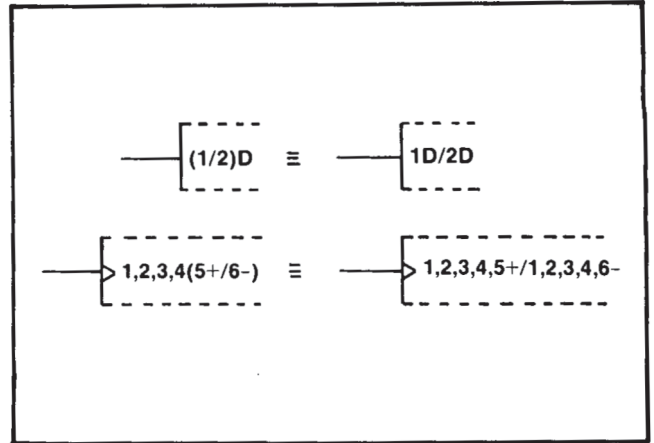 (1/2)D ≡ 1D/2D
1,2,3,4(5+/6-) ≡ 1,2,3,4,5+/1,2,3,4,6-